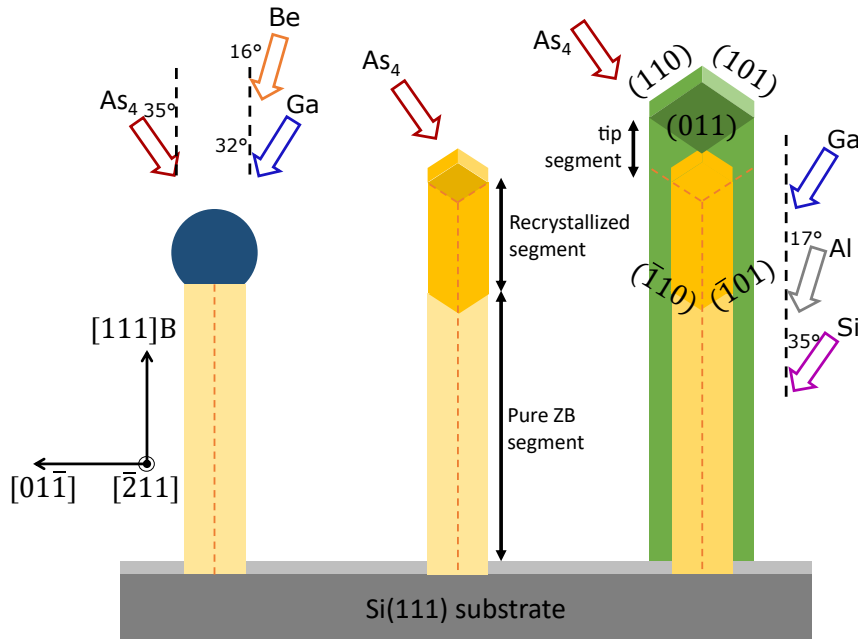 Be
16°
As₄
35°
Ga
32°
[111]B
[011̅]
[2̅11]
As₄
Recrystallized
segment
Pure ZB
segment
As₄
(110)
(101)
(011)
tip
segment
(1̅10)
(1̅01)
Ga
17°
Al
35°
Si
Si(111) substrate